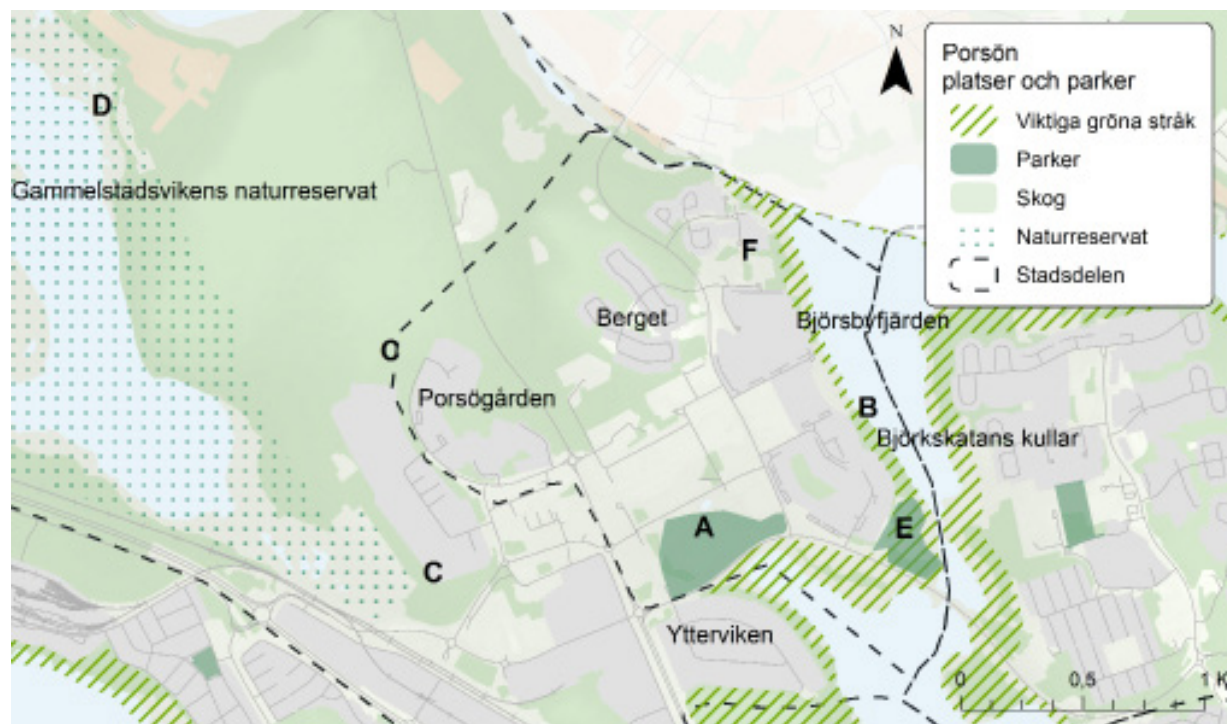 N
Porsön
platser och parker
Viktiga gröna stråk
Parker
Skog
Naturreservat
Stadsdelen
D
Gammelstadsvikens naturreservat
F
Berget
Björsbyfjärden
O
Porsögården
B
Björkskatans kullar
A
E
C
Ytterviken
0 0,5 1 K